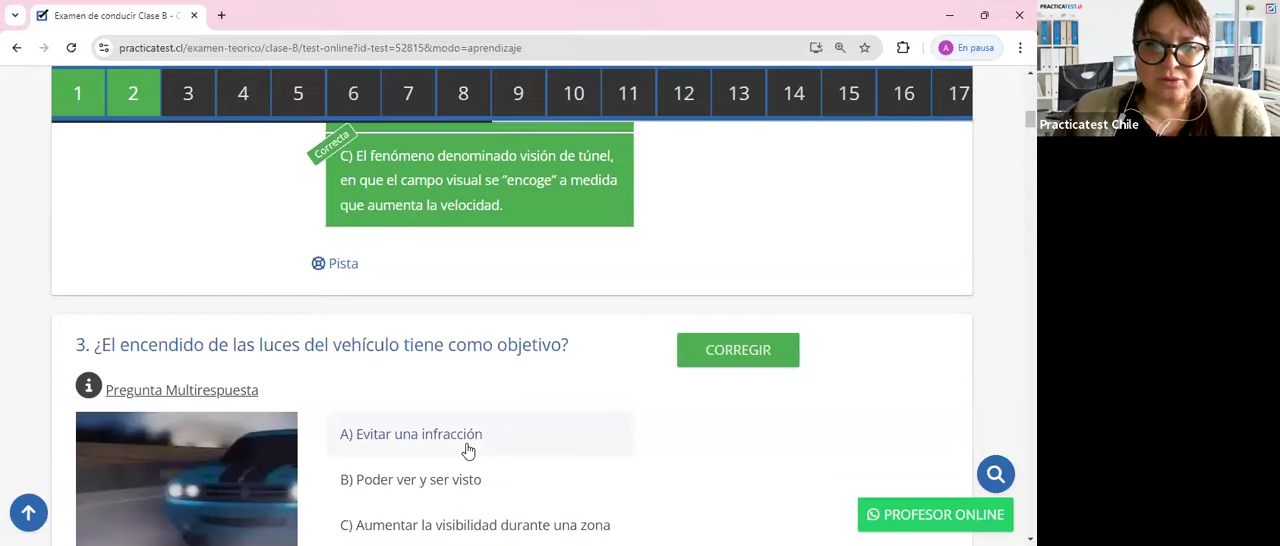 Examen de conducir Clase B - C
practicatest.cl/examen-teorico/clase-B/test-online?id-test=52815&modo=aprendizaje
A En pausa
PRACTICATEST.cl
1 2 3 4 5 6 7 8 9 10 11 12 13 14 15 16 17
Practicatest Chile
Correcta
C) El fenómeno denominado visión de túnel,
en que el campo visual se "encoge" a medida
que aumenta la velocidad.
Pista
3. ¿El encendido de las luces del vehículo tiene como objetivo?
CORREGIR
Pregunta Multirespuesta
A) Evitar una infracción
B) Poder ver y ser visto
C) Aumentar la visibilidad durante una zona
PROFESOR ONLINE